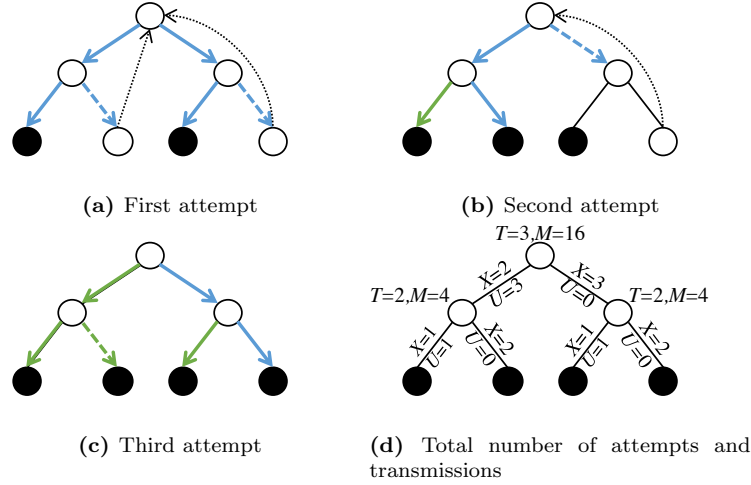 (a) First attempt
(b) Second attempt
T=3,M=16
X=2
U=3
X=3
U=0
T=2,M=4
T=2,M=4
X=1
U=1
X=2
U=0
X=1
U=1
X=2
U=0
(c) Third attempt
(d) Total number of attempts and
transmissions